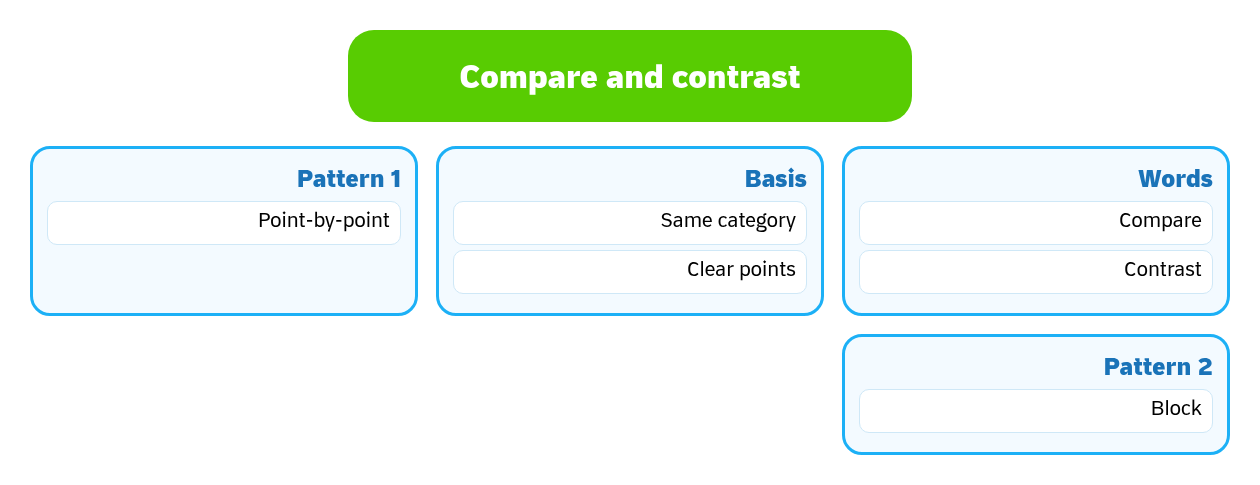 Compare and contrast
Words
Compare
Contrast
Basis
Same category
Clear points
Pattern 1
Point-by-point
Pattern 2
Block